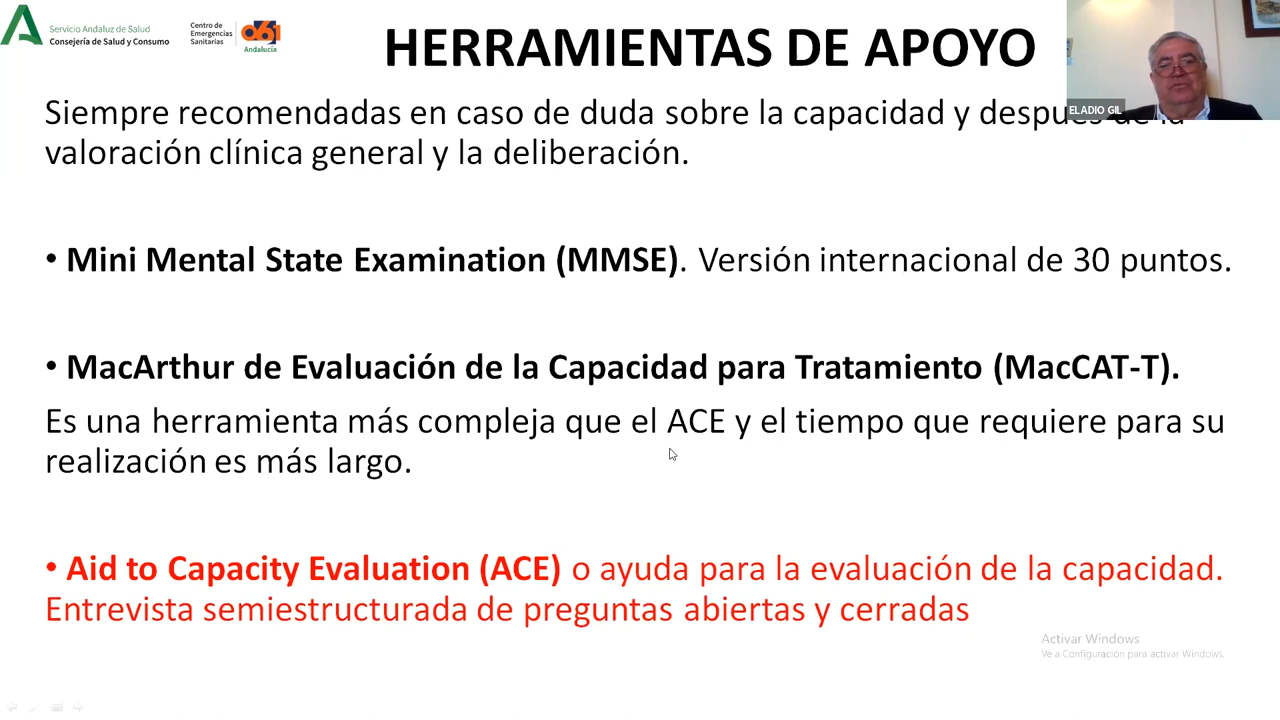 Servicio Andaluz de Salud
Consejería de Salud y Consumo
Centro de
Emergencias
Sanitarias
061
Andalucía
HERRAMIENTAS DE APOYO
ELADIO GIL
Siempre recomendadas en caso de duda sobre la capacidad y después de la
valoración clínica general y la deliberación.
• Mini Mental State Examination (MMSE). Versión internacional de 30 puntos.
• MacArthur de Evaluación de la Capacidad para Tratamiento (MacCAT-T).
Es una herramienta más compleja que el ACE y el tiempo que requiere para su
realización es más largo.
• Aid to Capacity Evaluation (ACE) o ayuda para la evaluación de la capacidad.
Entrevista semiestructurada de preguntas abiertas y cerradas
Activar Windows
Ve a Configuración para activar Windows.